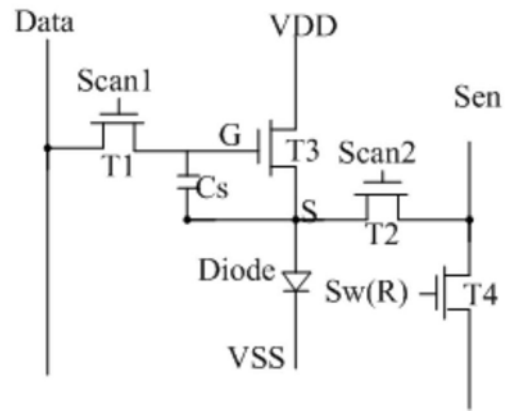 Data
VDD
Scan1
Sen
G
T3
Scan2
T1
Cs
S
T2
Diode
Sw(R)
T4
VSS